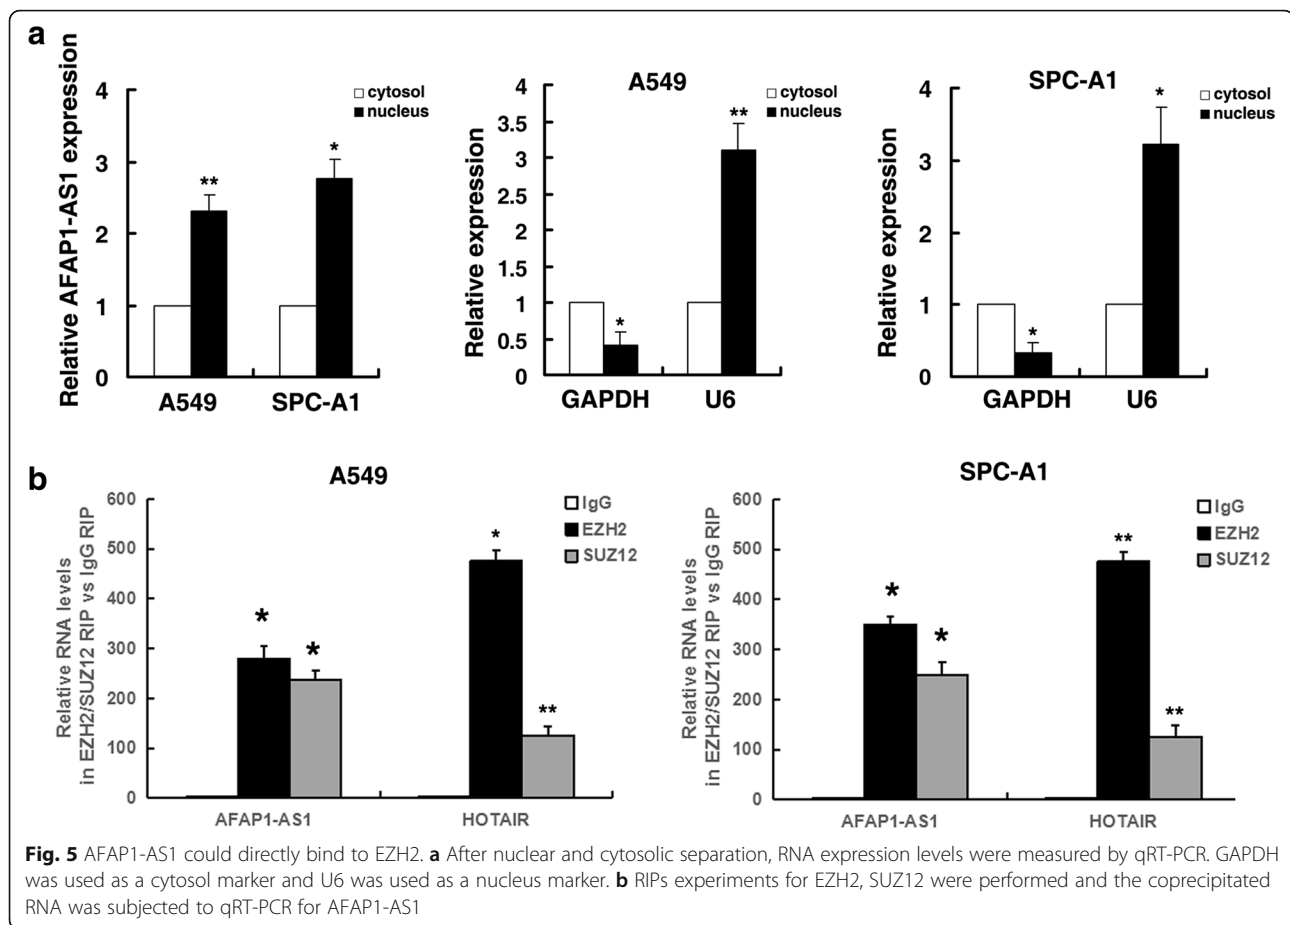 a
Relative AFAP1-AS1 expression
4
3
2
1
0
cytosol
nucleus
**
*
A549
SPC-A1
A549
Relative expression
4
3.5
3
2.5
2
1.5
1
0.5
0
cytosol
nucleus
*
**
GAPDH
U6
SPC-A1
Relative expression
4
3
2
1
0
cytosol
nucleus
*
*
GAPDH
U6
b
A549
Relative RNA levels
in EZH2/SUZ12 RIP vs IgG RIP
600
500
400
300
200
100
0
IgG
EZH2
SUZ12
*
*
*
**
AFAP1-AS1
HOTAIR
SPC-A1
Relative RNA levels
in EZH2/SUZ12 RIP vs IgG RIP
600
500
400
300
200
100
0
IgG
EZH2
SUZ12
*
*
**
**
AFAP1-AS1
HOTAIR
Fig. 5 AFAP1-AS1 could directly bind to EZH2. a After nuclear and cytosolic separation, RNA expression levels were measured by qRT-PCR. GAPDH
was used as a cytosol marker and U6 was used as a nucleus marker. b RIPs experiments for EZH2, SUZ12 were performed and the coprecipitated
RNA was subjected to qRT-PCR for AFAP1-AS1